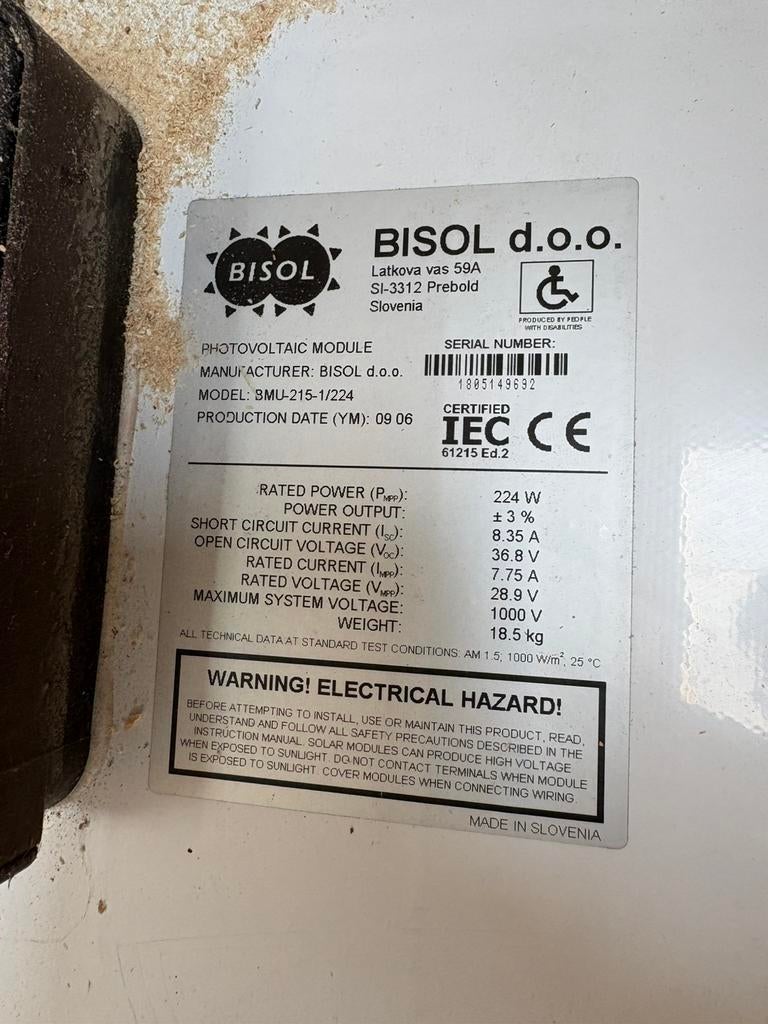 BISOL
BISOL d.o.o.
Latkova vas 59A
SI-3312 Prebold
Slovenia
PRODUCED BY PEOPLE
WITH DISABILITIES
PHOTOVOLTAIC MODULE
MANUFACTURER: BISOL d.o.o.
MODEL: BMU-215-1/224
PRODUCTION DATE (YM): 09 06
SERIAL NUMBER:
1805149692
CERTIFIED
IEC CE
61215 Ed.2
RATED POWER (PMPP): 224 W
POWER OUTPUT: ± 3 %
SHORT CIRCUIT CURRENT (ISC): 8.35 A
OPEN CIRCUIT VOLTAGE (VOC): 36.8 V
RATED CURRENT (IMPP): 7.75 A
RATED VOLTAGE (VMPP): 28.9 V
MAXIMUM SYSTEM VOLTAGE: 1000 V
WEIGHT: 18.5 kg
ALL TECHNICAL DATA AT STANDARD TEST CONDITIONS: AM 1.5; 1000 W/m², 25 °C
WARNING! ELECTRICAL HAZARD!
BEFORE ATTEMPTING TO INSTALL, USE OR MAINTAIN THIS PRODUCT, READ,
UNDERSTAND AND FOLLOW ALL SAFETY PRECAUTIONS DESCRIBED IN THE
INSTRUCTION MANUAL. SOLAR MODULES CAN PRODUCE HIGH VOLTAGE
WHEN EXPOSED TO SUNLIGHT. DO NOT CONTACT TERMINALS WHEN MODULE
IS EXPOSED TO SUNLIGHT. COVER MODULES WHEN CONNECTING WIRING.
MADE IN SLOVENIA